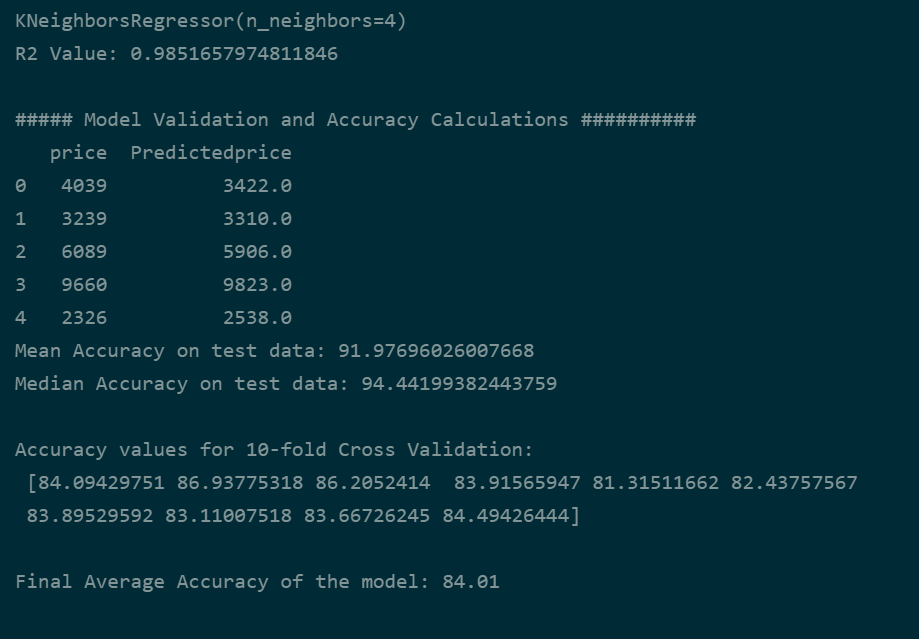 KNeighborsRegressor(n_neighbors=4)
R2 Value: 0.9851657974811846
##### Model Validation and Accuracy Calculations ##########
price Predictedprice
0 4039 3422.0
1 3239 3310.0
2 6089 5906.0
3 9660 9823.0
4 2326 2538.0
Mean Accuracy on test data: 91.97696026007668
Median Accuracy on test data: 94.44199382443759
Accuracy values for 10-fold Cross Validation:
[84.09429751 86.93775318 86.2052414 83.91565947 81.31511662 82.43757567
83.89529592 83.11007518 83.66726245 84.49426444]
Final Average Accuracy of the model: 84.01